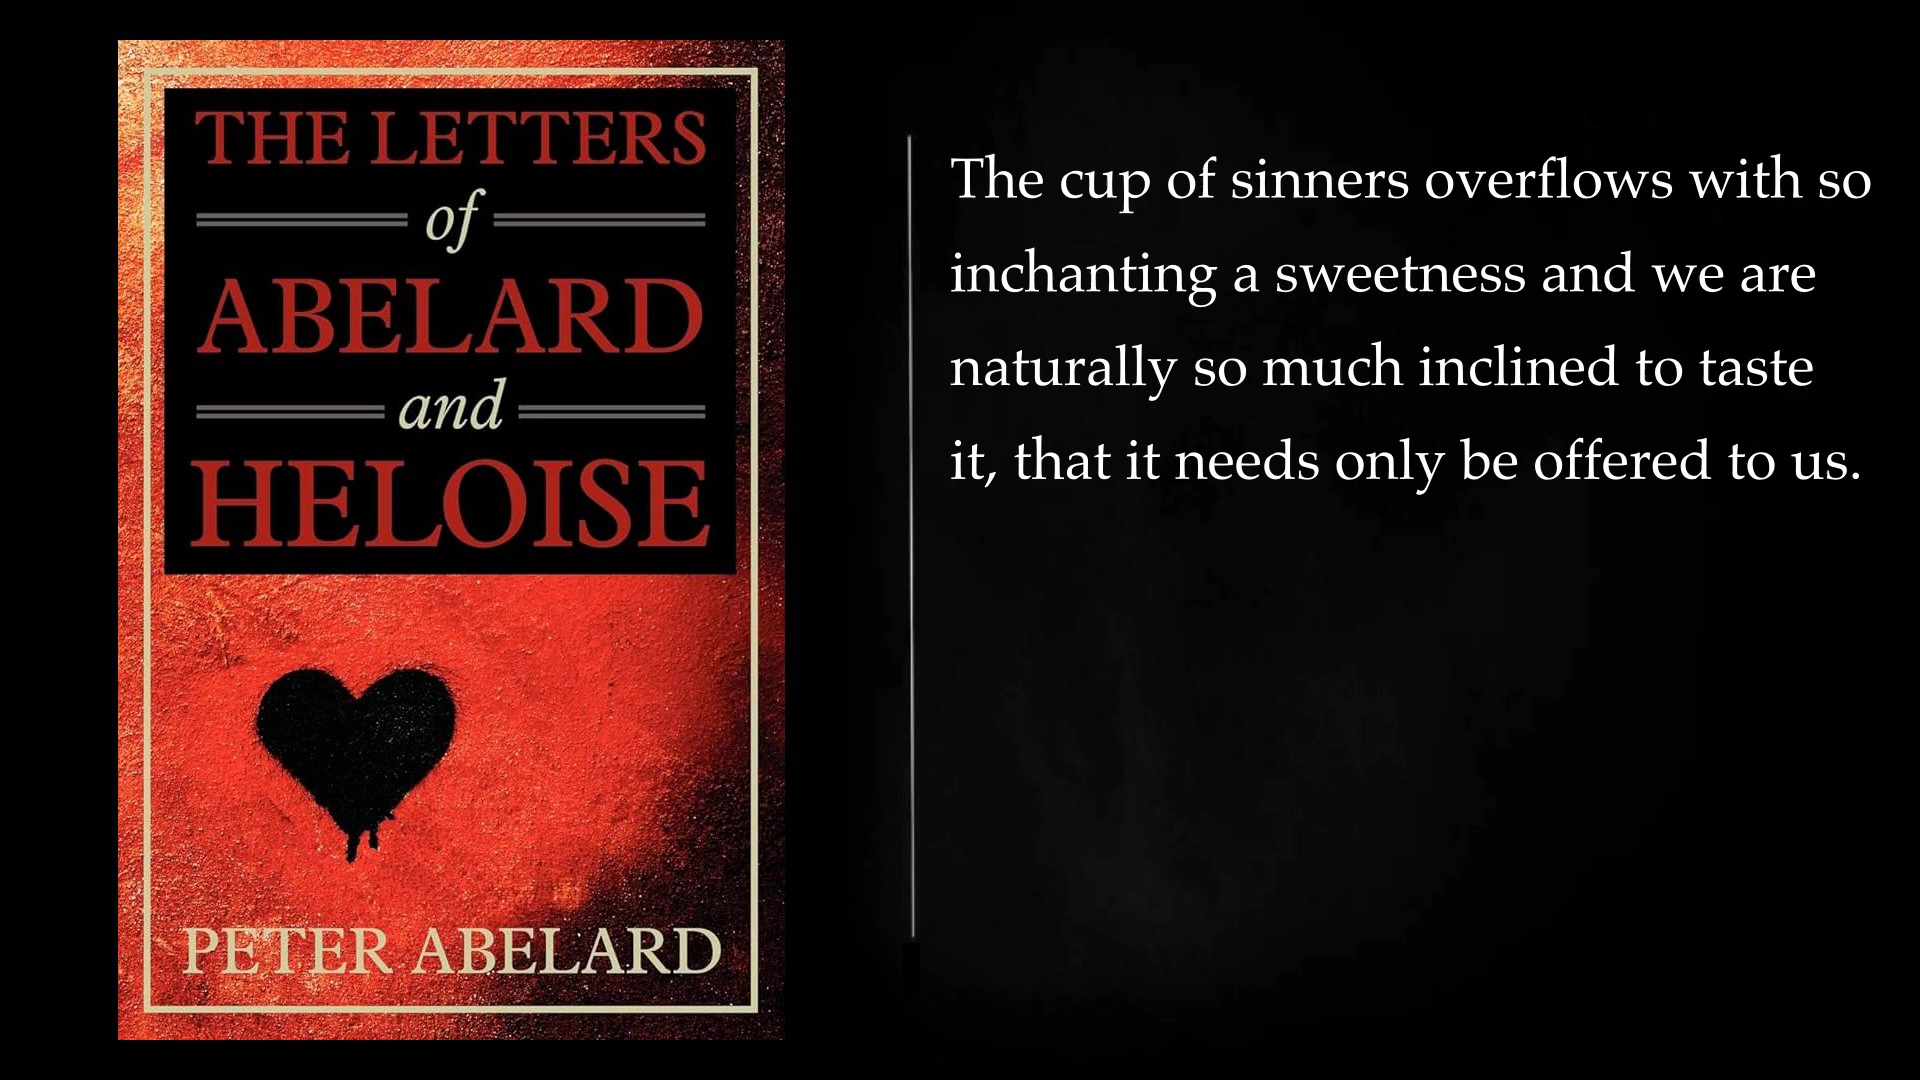 THE LETTERS
of
ABELARD
and
HELOISE
PETER ABELARD
The cup of sinners overflows with so
inchanting a sweetness and we are
naturally so much inclined to taste
it, that it needs only be offered to us.